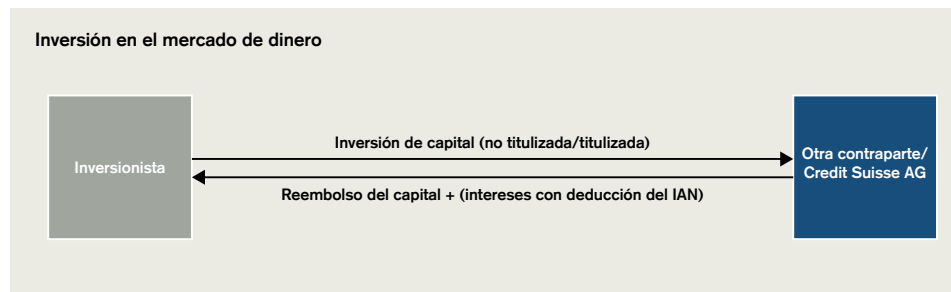 Inversión en el mercado de dinero
Inversionista
Inversión de capital (no titulizada/titulizada)
Reembolso del capital + (intereses con deducción del IAN)
Otra contraparte/
Credit Suisse AG